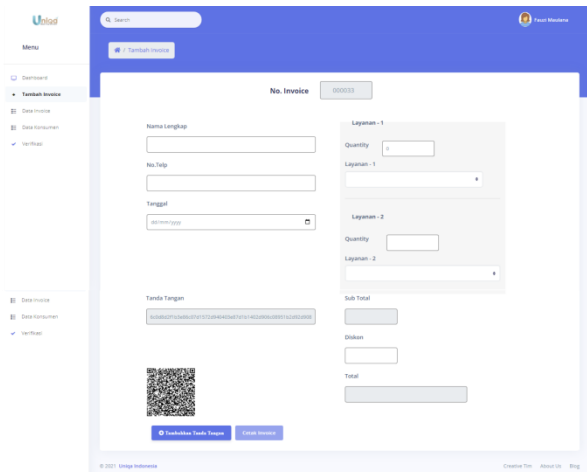 Uniqa
Search
Tauri Maulana
Menu
/ Tambah Invoice
Dashboard
Tambah Invoice
Data Invoice
Data Konsumen
Verifikasi
No. Invoice 000033
Nama Lengkap
No.Telp
Tanggal
dd/mm/yyyy
Layanan - 1
Quantity 0
Layanan - 1
Layanan - 2
Quantity
Layanan - 2
Data Invoice
Data Konsumen
Verifikasi
Tanda Tangan
Sub Total
Diskon
Total
Tambahkan Tanda Tangan
Cetak Invoice
© 2021 Uniqa Indonesia
Creative Tim About Us Blog